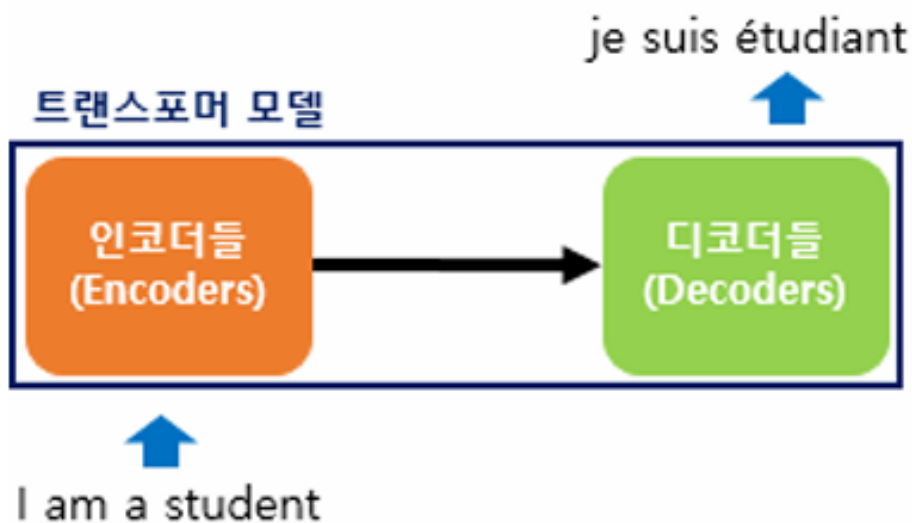 je suis étudiant
트랜스포머 모델
인코더들
(Encoders)
디코더들
(Decoders)
I am a student